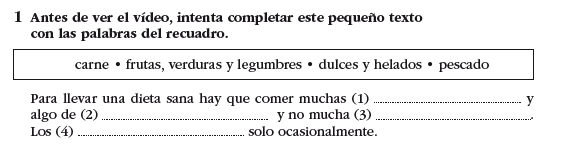 1 Antes de ver el vídeo, intenta completar este pequeño texto
con las palabras del recuadro.
carne • frutas, verduras y legumbres • dulces y helados • pescado
Para llevar una dieta sana hay que comer muchas (1) ........................ y
algo de (2) ........................ y no mucha (3) .........................
Los (4) ........................ solo ocasionalmente.